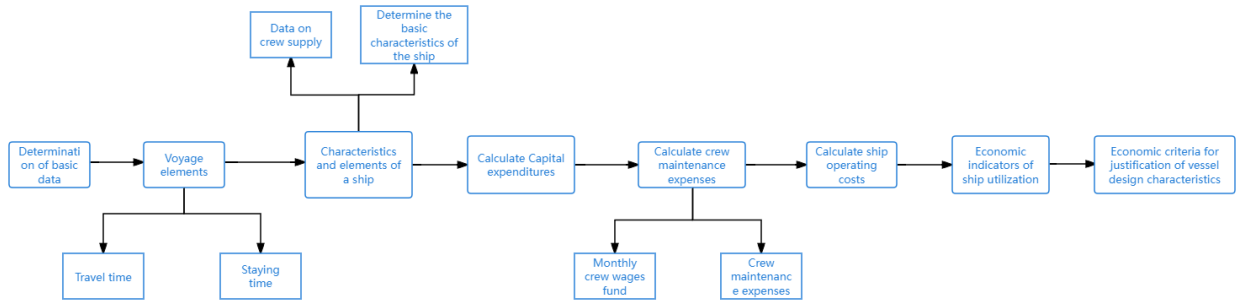 Data on
crew supply
Determine the
basic
characteristics of
the ship
Determinati
on of basic
data
Voyage
elements
Characteristics
and elements of
a ship
Calculate Capital
expenditures
Calculate crew
maintenance
expenses
Calculate ship
operating
costs
Economic
indicators of
ship utilization
Economic criteria for
justification of vessel
design characteristics
Travel time
Staying
time
Monthly
crew wages
fund
Crew
maintenanc
e expenses